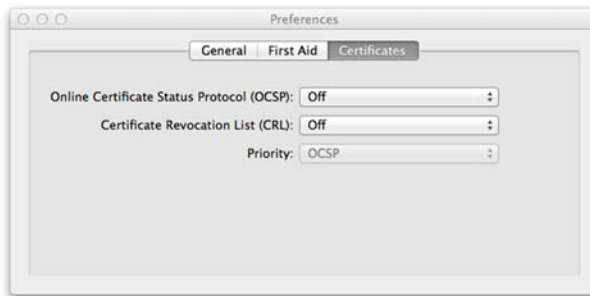 Preferences
General First Aid Certificates
Online Certificate Status Protocol (OCSP): Off
Certificate Revocation List (CRL): Off
Priority: OCSP